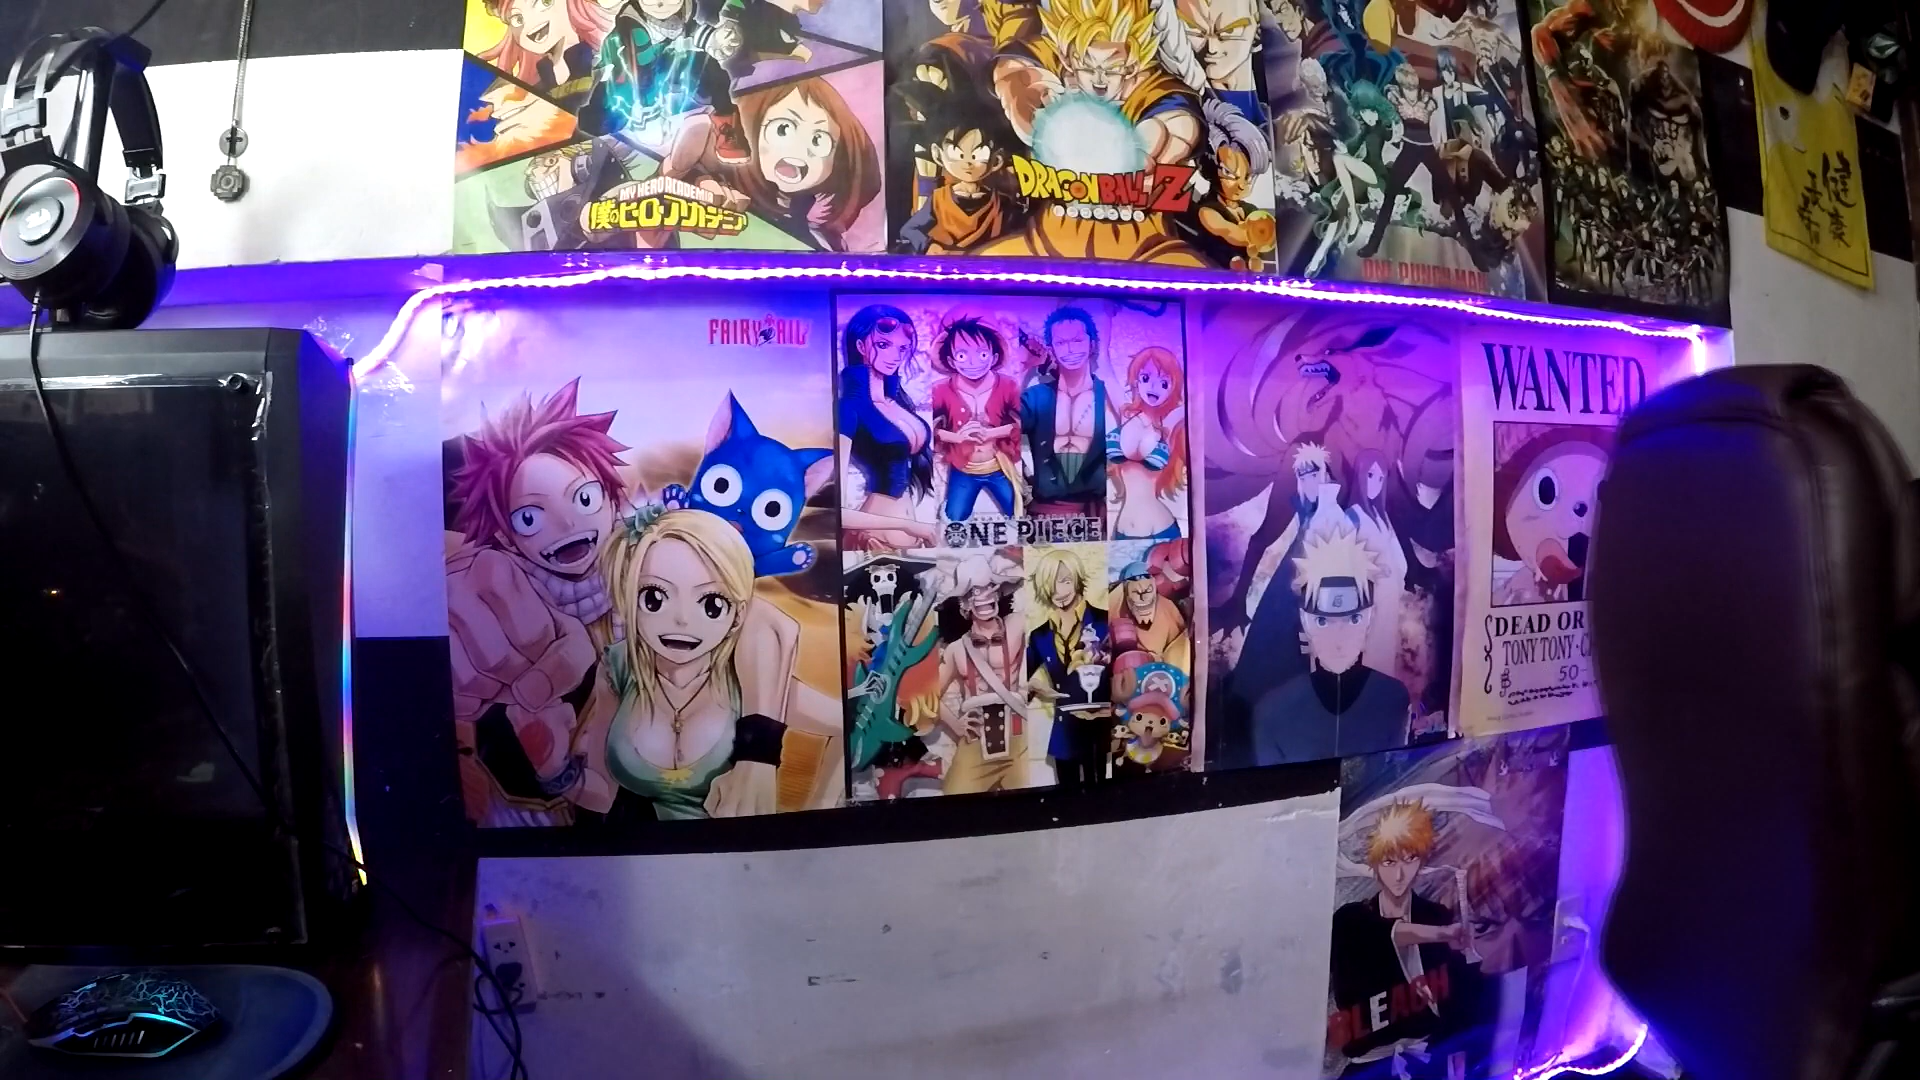 MY HERO ACADEMIA
僕のヒーローアカデミア
DRAGON BALL Z
ONE PUNCH MAN
FAIRY TAIL
ONE PIECE
WANTED
DEAD OR
TONY TONY·C
50-
BLEACH